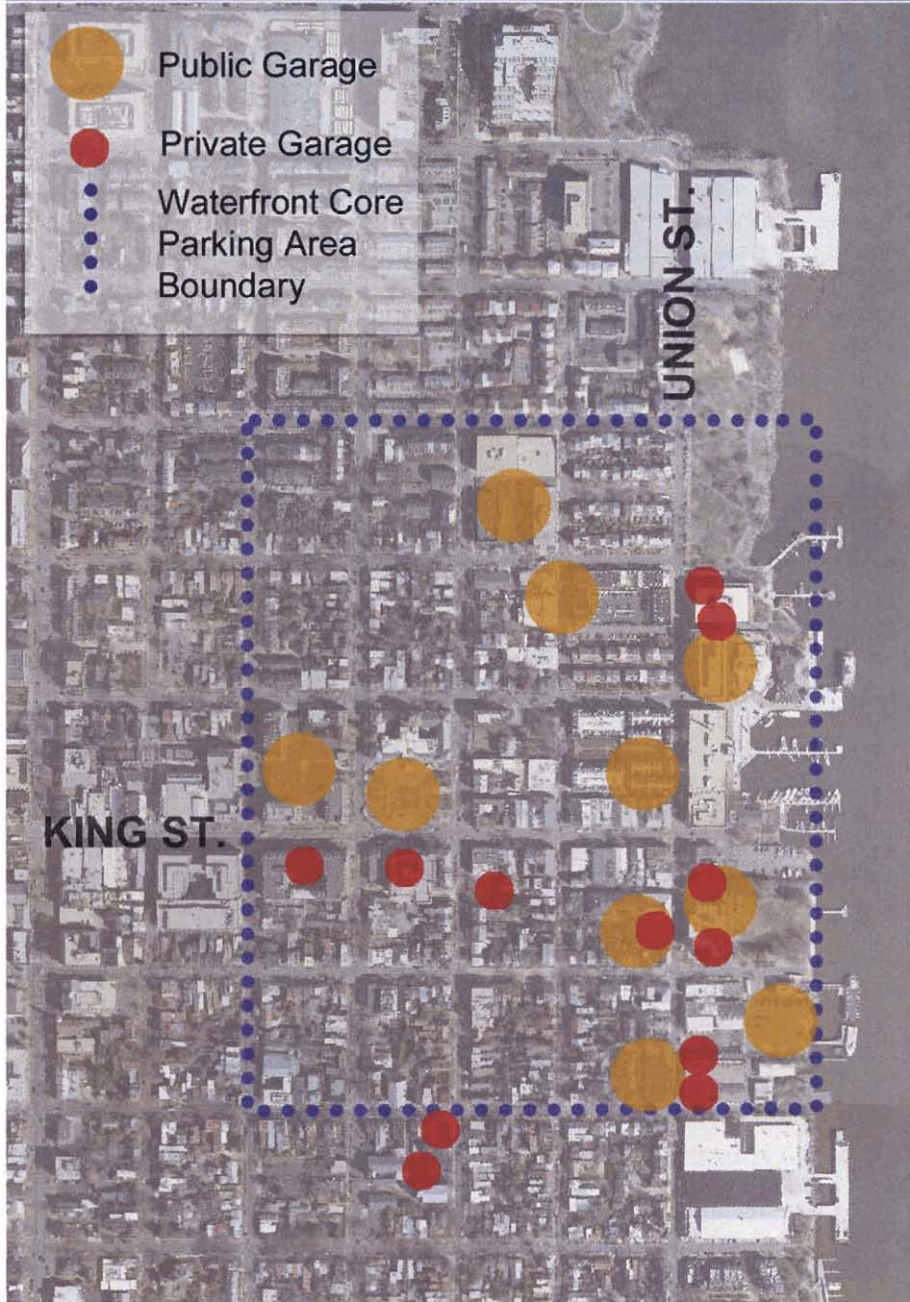 Public Garage
Private Garage
Waterfront Core
Parking Area
Boundary
UNION ST.
KING ST.